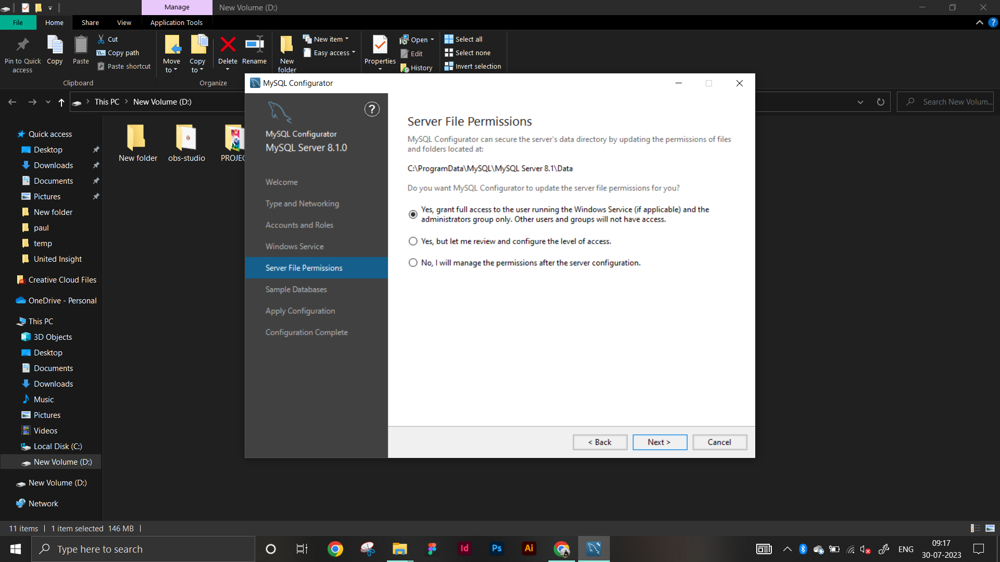 Manage
New Volume (D:)
File
Home
Share
View
Application Tools
Pin to Quick
access
Copy
Paste
Cut
Copy path
Paste shortcut
Move
to
Copy
to
Delete
Rename
New
folder
New item
Easy access
Properties
Open
Edit
History
Select all
Select none
Invert selection
Clipboard
Organize
This PC
New Volume (D:)
Search New Volum...
Quick access
Desktop
Downloads
Documents
Pictures
New folder
paul
temp
United Insight
Creative Cloud Files
OneDrive - Personal
This PC
3D Objects
Desktop
Documents
Downloads
Music
Pictures
Videos
Local Disk (C:)
New Volume (D:)
New Volume (D:)
Network
New folder
obs-studio
PROJEC
MySQL Configurator
?
MySQL Configurator
MySQL Server 8.1.0
Welcome
Type and Networking
Accounts and Roles
Windows Service
Server File Permissions
Sample Databases
Apply Configuration
Configuration Complete
Server File Permissions
MySQL Configurator can secure the server's data directory by updating the permissions of files
and folders located at:
C:\ProgramData\MySQL\MySQL Server 8.1\Data
Do you want MySQL Configurator to update the server file permissions for you?
Yes, grant full access to the user running the Windows Service (if applicable) and the
administrators group only. Other users and groups will not have access.
Yes, but let me review and configure the level of access.
No, I will manage the permissions after the server configuration.
< Back
Next >
Cancel
11 items
1 item selected 146 MB
Type here to search
Id
Ps
Ai
ENG
09:17
30-07-2023